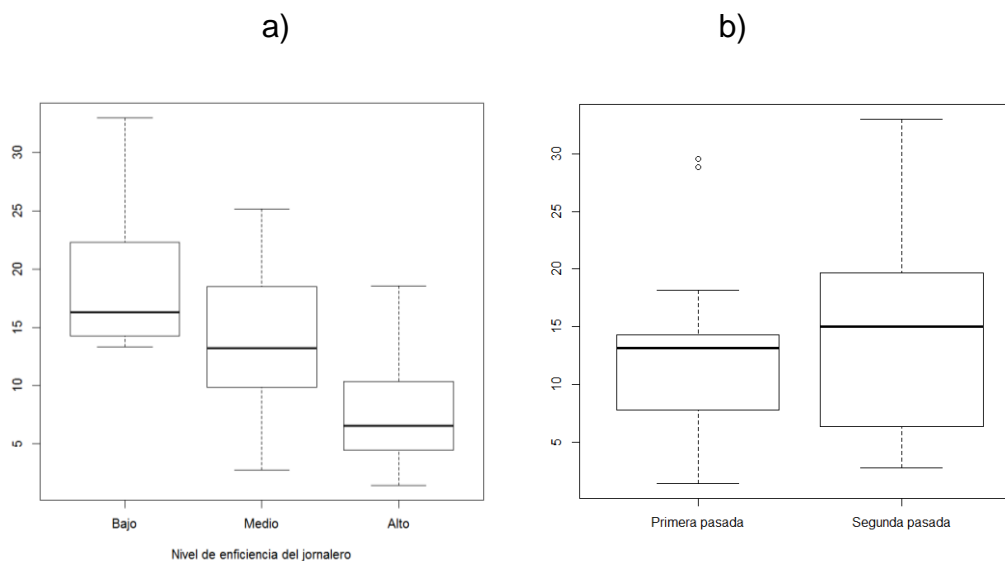 a)
b)
30
25
20
15
10
5
Bajo Medio Alto
Nivel de enficiencia del jornalero
30
25
20
15
10
5
Primera pasada Segunda pasada